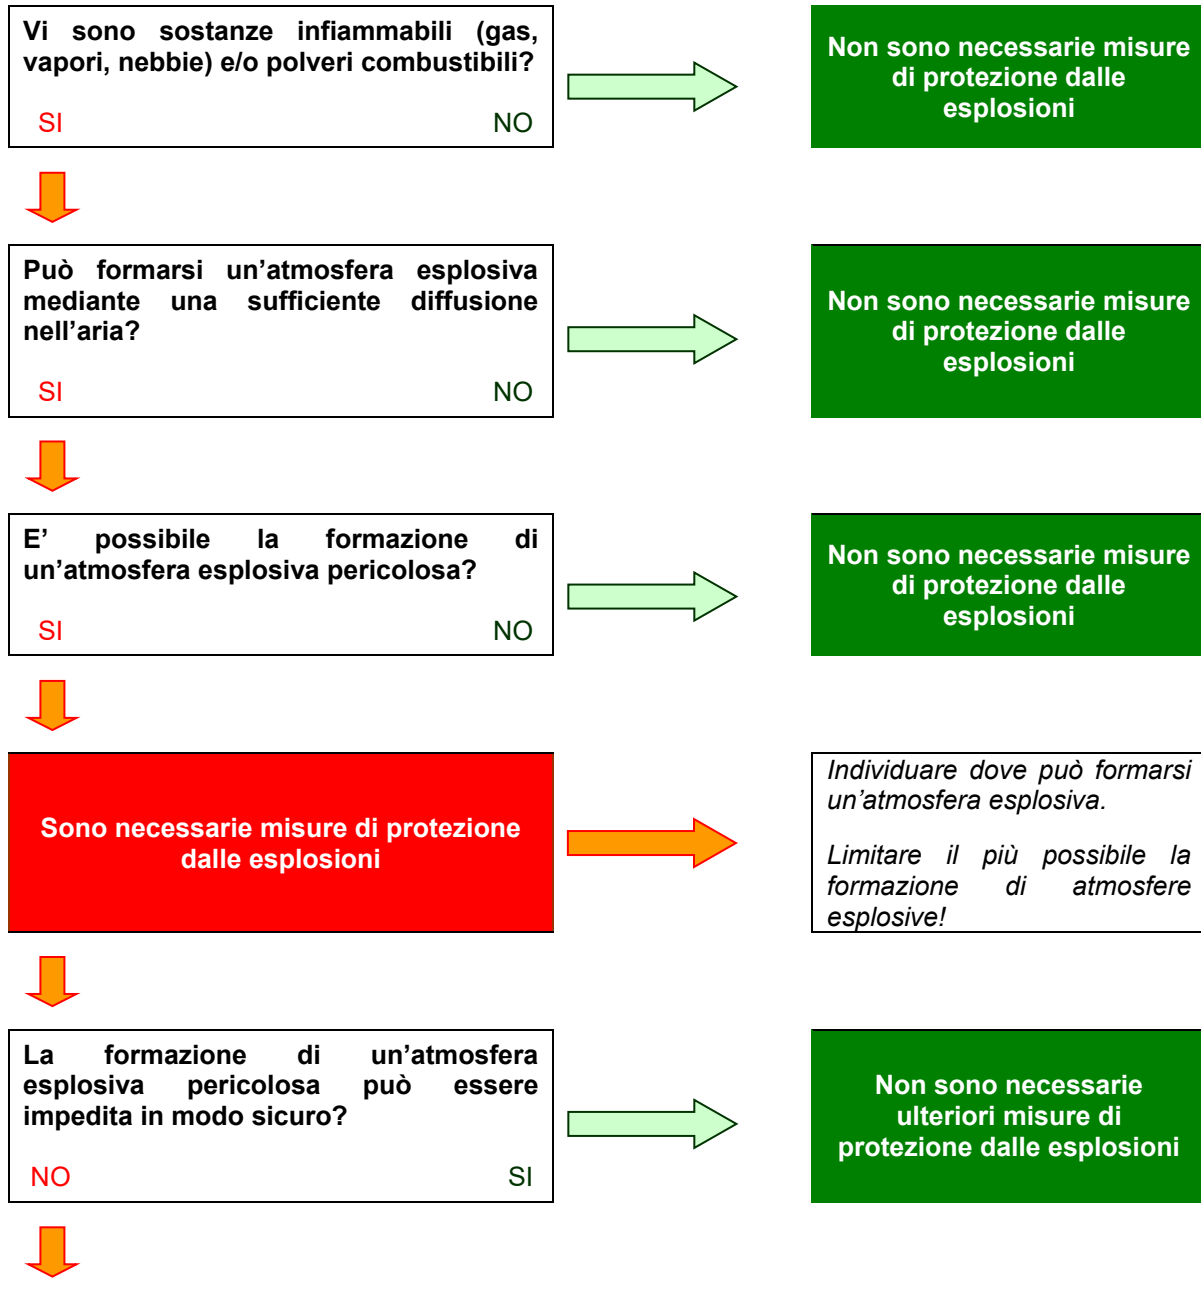 Vi sono sostanze infiammabili (gas,
vapori, nebbie) e/o polveri combustibili?
SI NO
Non sono necessarie misure
di protezione dalle
esplosioni
Può formarsi un’atmosfera esplosiva
mediante una sufficiente diffusione
nell’aria?
SI NO
Non sono necessarie misure
di protezione dalle
esplosioni
E’ possibile la formazione di
un’atmosfera esplosiva pericolosa?
SI NO
Non sono necessarie misure
di protezione dalle
esplosioni
Sono necessarie misure di protezione
dalle esplosioni
Individuare dove può formarsi
un’atmosfera esplosiva.
Limitare il più possibile la
formazione di atmosfere
esplosive!
La formazione di un’atmosfera
esplosiva pericolosa può essere
impedita in modo sicuro?
NO SI
Non sono necessarie
ulteriori misure di
protezione dalle esplosioni